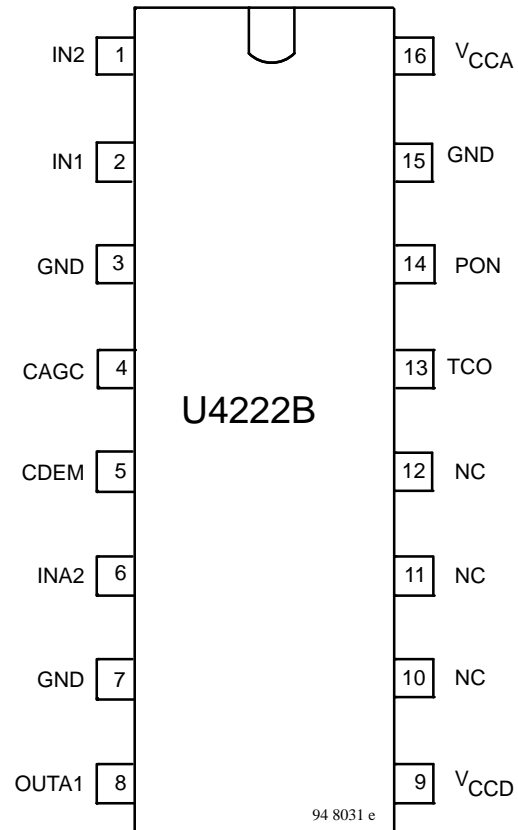 IN2 1 16 VCCA
IN1 2 15 GND
GND 3 14 PON
CAGC 4 13 TCO
U4222B
CDEM 5 12 NC
INA2 6 11 NC
GND 7 10 NC
OUTA1 8 9 VCCD
94 8031 e